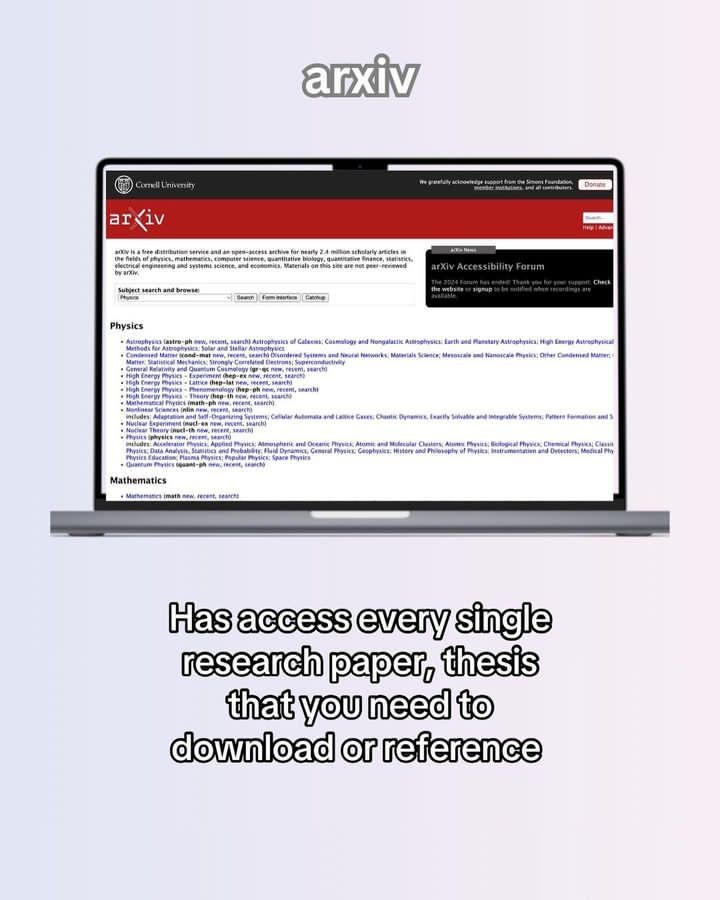 arxiv
Cornell University
We gratefully acknowledge support from the Simons Foundation,
member institutions, and all contributors.
Donate
arXiv
Search...
Help | Advan
arXiv is a free distribution service and an open-access archive for nearly 2.4 million scholarly articles in
the fields of physics, mathematics, computer science, quantitative biology, quantitative finance, statistics,
electrical engineering and systems science, and economics. Materials on this site are not peer-reviewed
by arXiv.
arXiv News
arXiv Accessibility Forum
The 2024 Forum has ended! Thank you for your support. Check
the website or signup to be notified when recordings are
available.
Subject search and browse:
Physics
Search
Form Interface
Catchup
Physics
• Astrophysics (astro-ph new, recent, search) Astrophysics of Galaxies; Cosmology and Nongalactic Astrophysics; Earth and Planetary Astrophysics; High Energy Astrophysical
Methods for Astrophysics; Solar and Stellar Astrophysics
• Condensed Matter (cond-mat new, recent, search) Disordered Systems and Neural Networks; Materials Science; Mesoscale and Nanoscale Physics; Other Condensed Matter;
Matter; Statistical Mechanics; Strongly Correlated Electrons; Superconductivity
• General Relativity and Quantum Cosmology (gr-qc new, recent, search)
• High Energy Physics - Experiment (hep-ex new, recent, search)
• High Energy Physics - Lattice (hep-lat new, recent, search)
• High Energy Physics - Phenomenology (hep-ph new, recent, search)
• High Energy Physics - Theory (hep-th new, recent, search)
• Mathematical Physics (math-ph new, recent, search)
• Nonlinear Sciences (nlin new, recent, search)
includes: Adaptation and Self-Organizing Systems; Cellular Automata and Lattice Gases; Chaotic Dynamics; Exactly Solvable and Integrable Systems; Pattern Formation and S
• Nuclear Experiment (nucl-ex new, recent, search)
• Nuclear Theory (nucl-th new, recent, search)
• Physics (physics new, recent, search)
includes: Accelerator Physics; Applied Physics; Atmospheric and Oceanic Physics; Atomic and Molecular Clusters; Atomic Physics; Biological Physics; Chemical Physics; Classic
Physics; Data Analysis, Statistics and Probability; Fluid Dynamics; General Physics; Geophysics; History and Philosophy of Physics; Instrumentation and Detectors; Medical Phy
Physics Education; Plasma Physics; Popular Physics; Space Physics
• Quantum Physics (quant-ph new, recent, search)
Mathematics
• Mathematics (math new, recent, search)
Has access every single
research paper, thesis
that you need to
download or reference